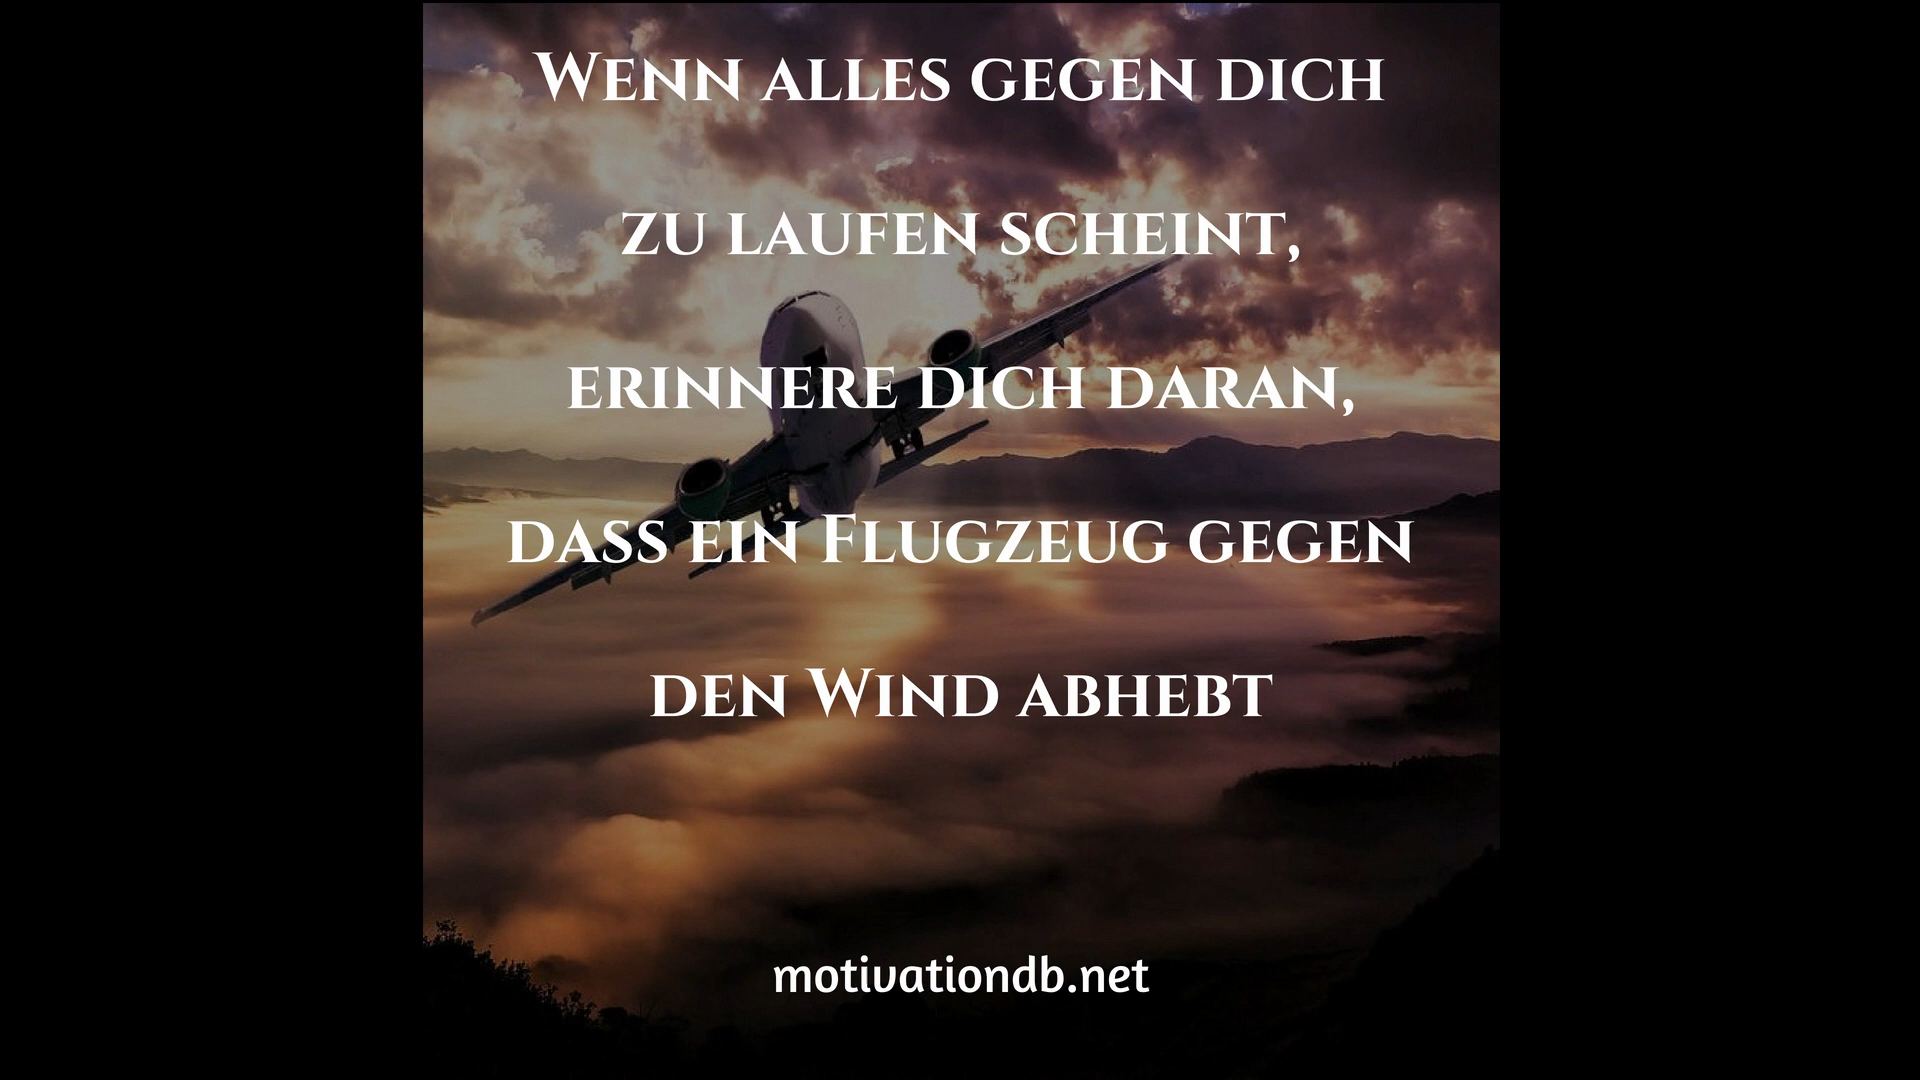 Wenn alles gegen dich
zu laufen scheint,
erinnere dich daran,
dass ein Flugzeug gegen
den Wind abhebt
motivationdb.net